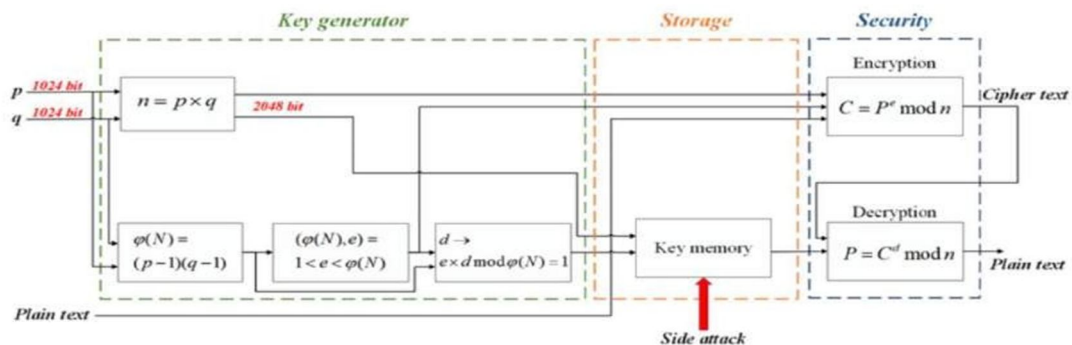 Key generator
Storage
Security
Encryption
p 1024 bit
n = p × q
q 1024 bit
2048 bit
C = P^e mod n
Cipher text
Decryption
φ(N) =
(p−1)(q−1)
(φ(N),e) =
1 < e < φ(N)
d →
e × d mod φ(N) = 1
Key memory
P = C^d mod n
Plain text
Plain text
Side attack